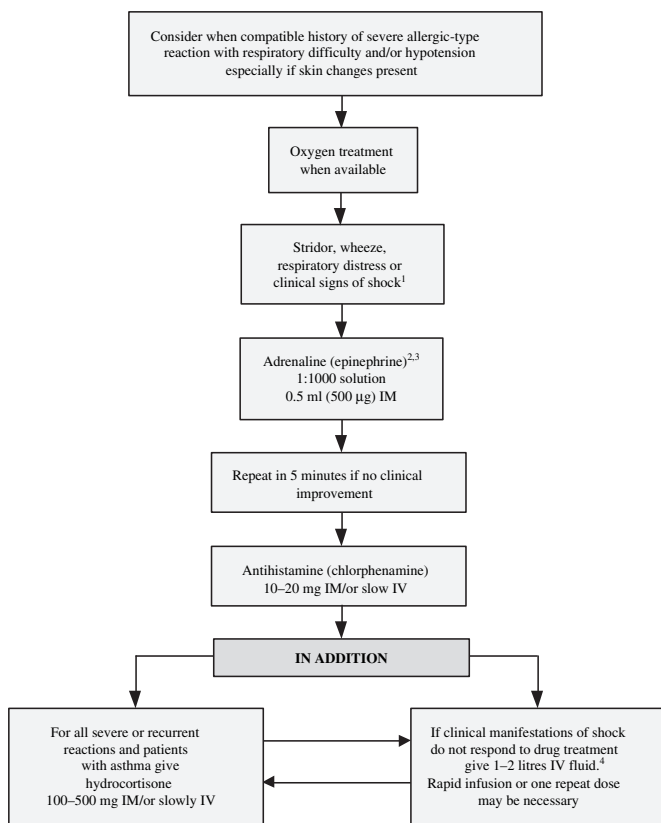 Consider when compatible history of severe allergic-type
reaction with respiratory difficulty and/or hypotension
especially if skin changes present
Oxygen treatment
when available
Stridor, wheeze,
respiratory distress or
clinical signs of shock¹
Adrenaline (epinephrine)²,³
1:1000 solution
0.5 ml (500 μg) IM
Repeat in 5 minutes if no clinical
improvement
Antihistamine (chlorphenamine)
10–20 mg IM/or slow IV
IN ADDITION
For all severe or recurrent
reactions and patients
with asthma give
hydrocortisone
100–500 mg IM/or slowly IV
If clinical manifestations of shock
do not respond to drug treatment
give 1–2 litres IV fluid.⁴
Rapid infusion or one repeat dose
may be necessary